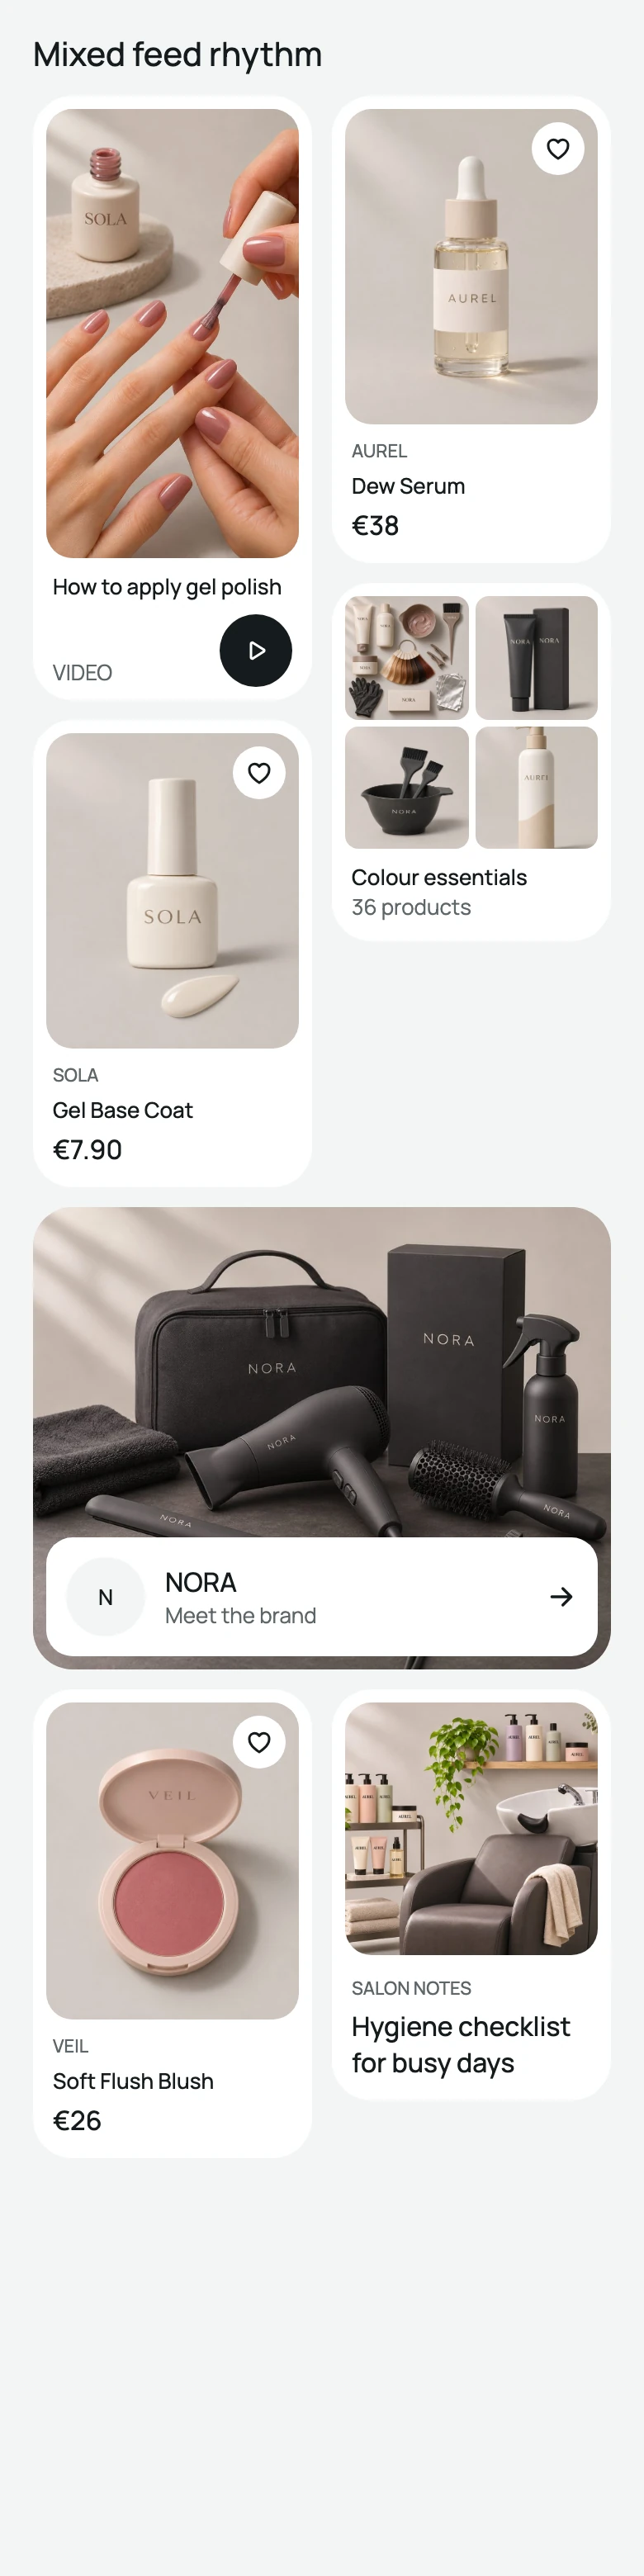 Mixed feed rhythm
SOLA
How to apply gel polish
VIDEO
AUREL
AUREL
Dew Serum
€38
NORA
NORA
NORA
NORA
NORA
AUREL
Colour essentials
36 products
SOLA
SOLA
Gel Base Coat
€7.90
NORA
NORA
NORA
NORA
NORA
NORA
N
NORA
Meet the brand
VEIL
VEIL
Soft Flush Blush
€26
SALON NOTES
Hygiene checklist
for busy days